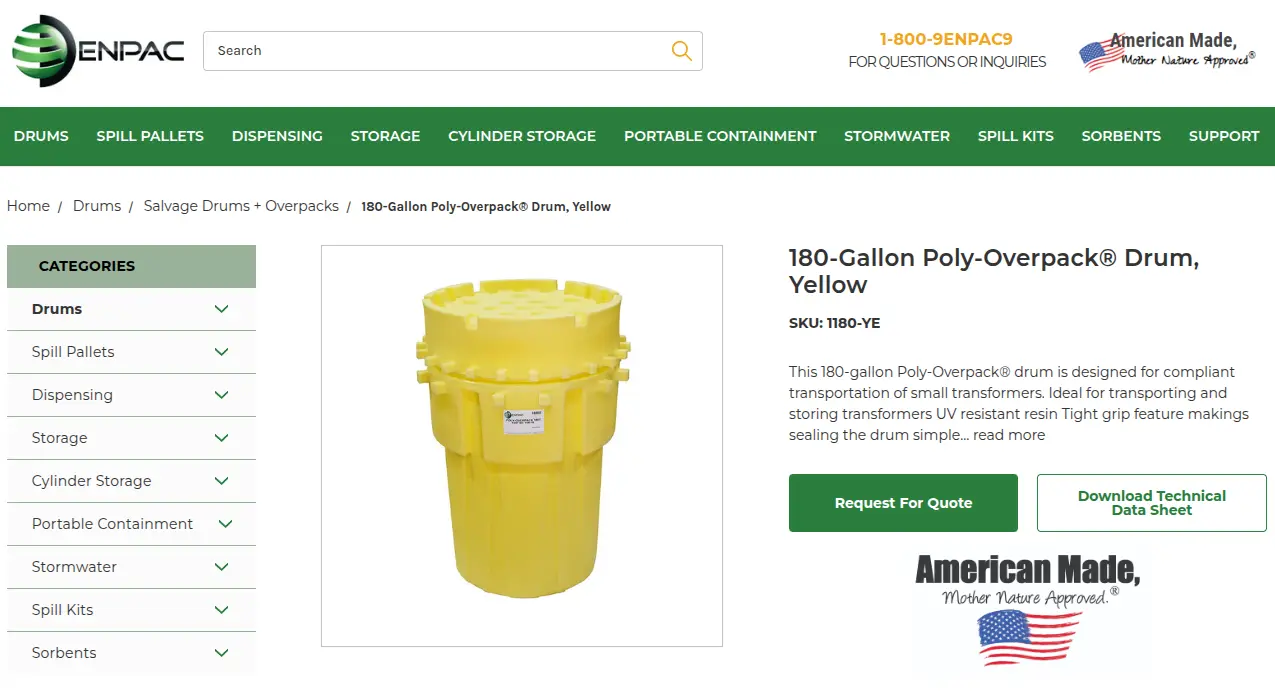 ENPAC
Search
1-800-9ENPAC9
FOR QUESTIONS OR INQUIRIES
American Made,
Mother Nature Approved®
DRUMS SPILL PALLETS DISPENSING STORAGE CYLINDER STORAGE PORTABLE CONTAINMENT STORMWATER SPILL KITS SORBENTS SUPPORT
Home / Drums / Salvage Drums + Overpacks / 180-Gallon Poly-Overpack® Drum, Yellow
CATEGORIES
Drums
Spill Pallets
Dispensing
Storage
Cylinder Storage
Portable Containment
Stormwater
Spill Kits
Sorbents
ENPAC
180-Gallon Poly-Overpack® Drum,
Yellow
SKU: 1180-YE
This 180-gallon Poly-Overpack® drum is designed for compliant
transportation of small transformers. Ideal for transporting and
storing transformers UV resistant resin Tight grip feature makings
sealing the drum simple... read more
Request For Quote
Download Technical
Data Sheet
American Made,
Mother Nature Approved.®